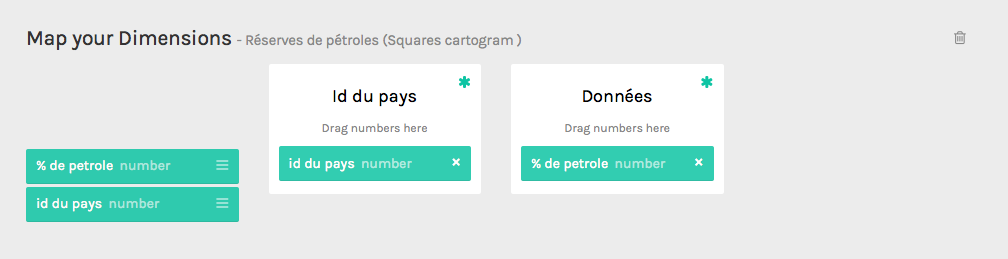 Map your Dimensions - Réserves de pétroles (Squares cartogram )
% de petrole number
id du pays number
Id du pays
Drag numbers here
id du pays number
Données
Drag numbers here
% de petrole number